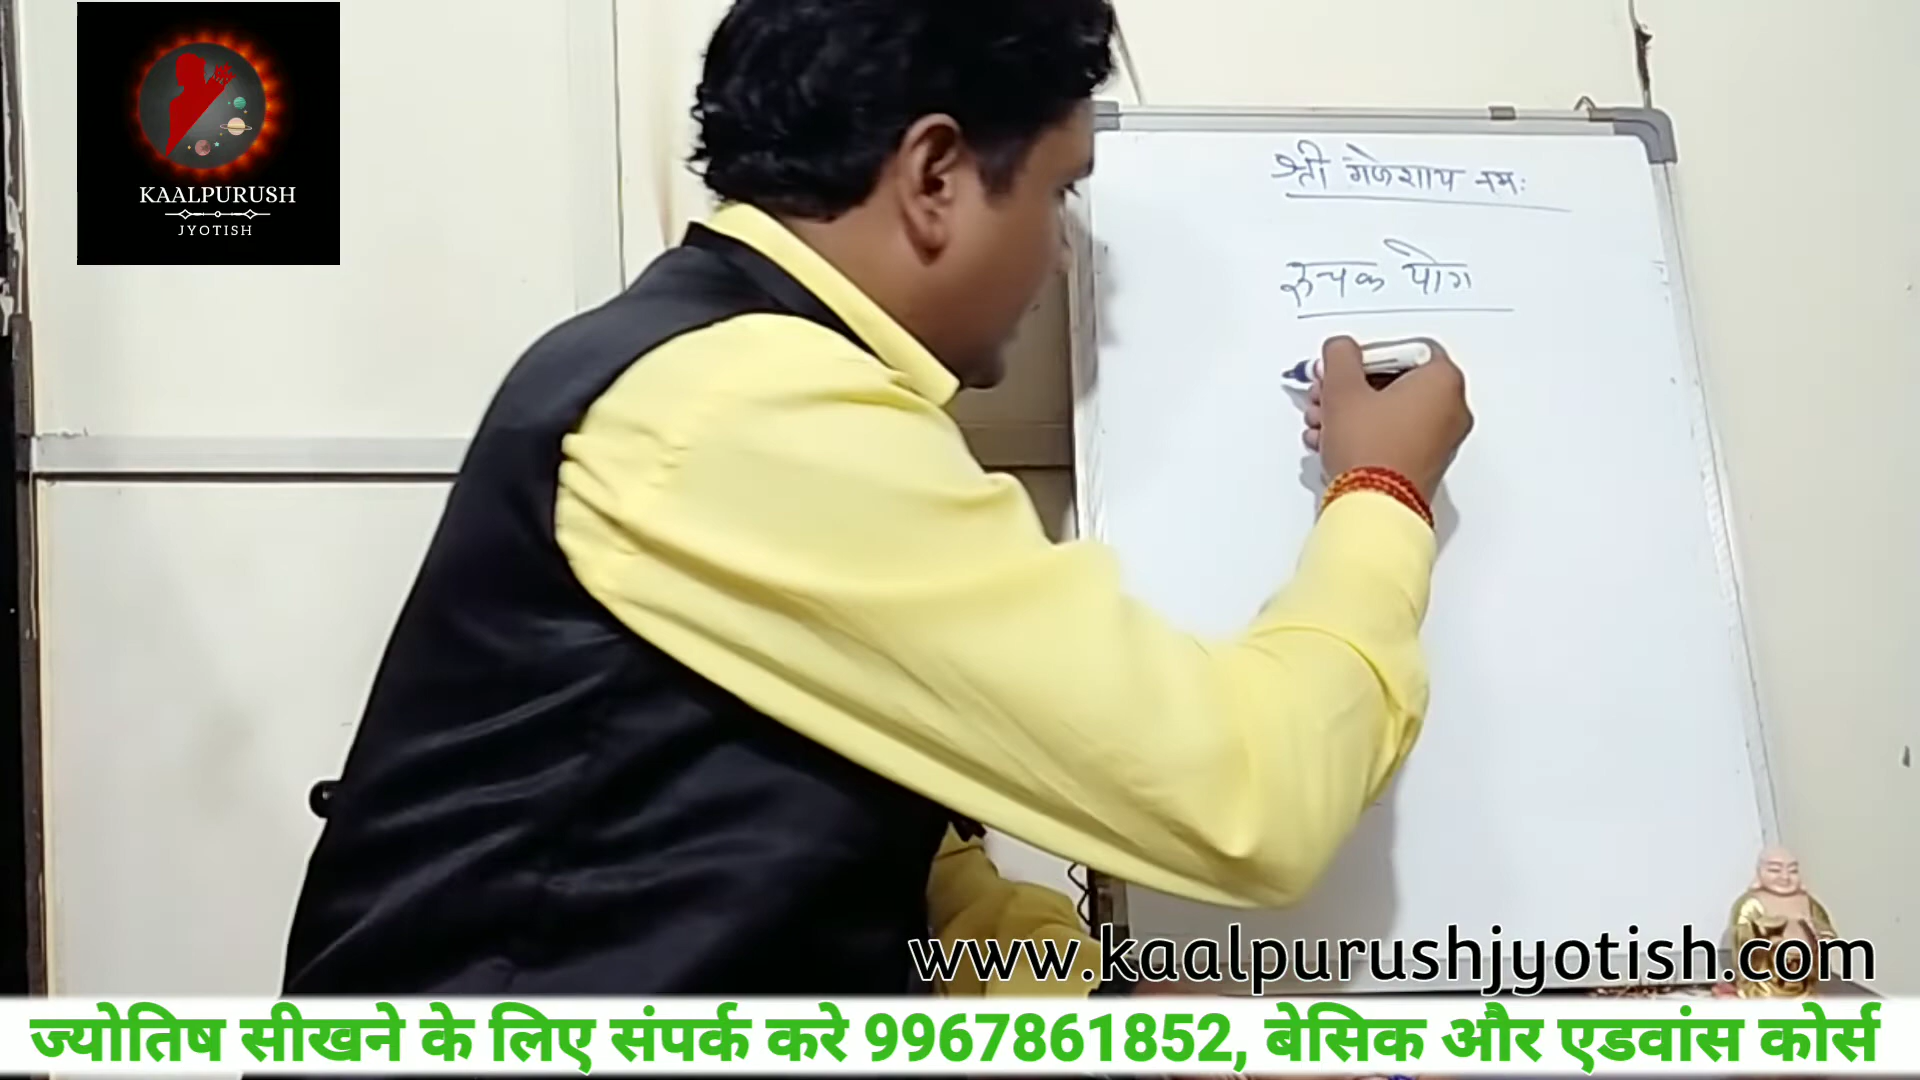 KAALPURUSH
JYOTISH
श्री गणेशाय नमः
रुचक योग
www.kaalpurushjyotish.com
ज्योतिष सीखने के लिए संपर्क करे 9967861852, बेसिक और एडवांस कोर्स